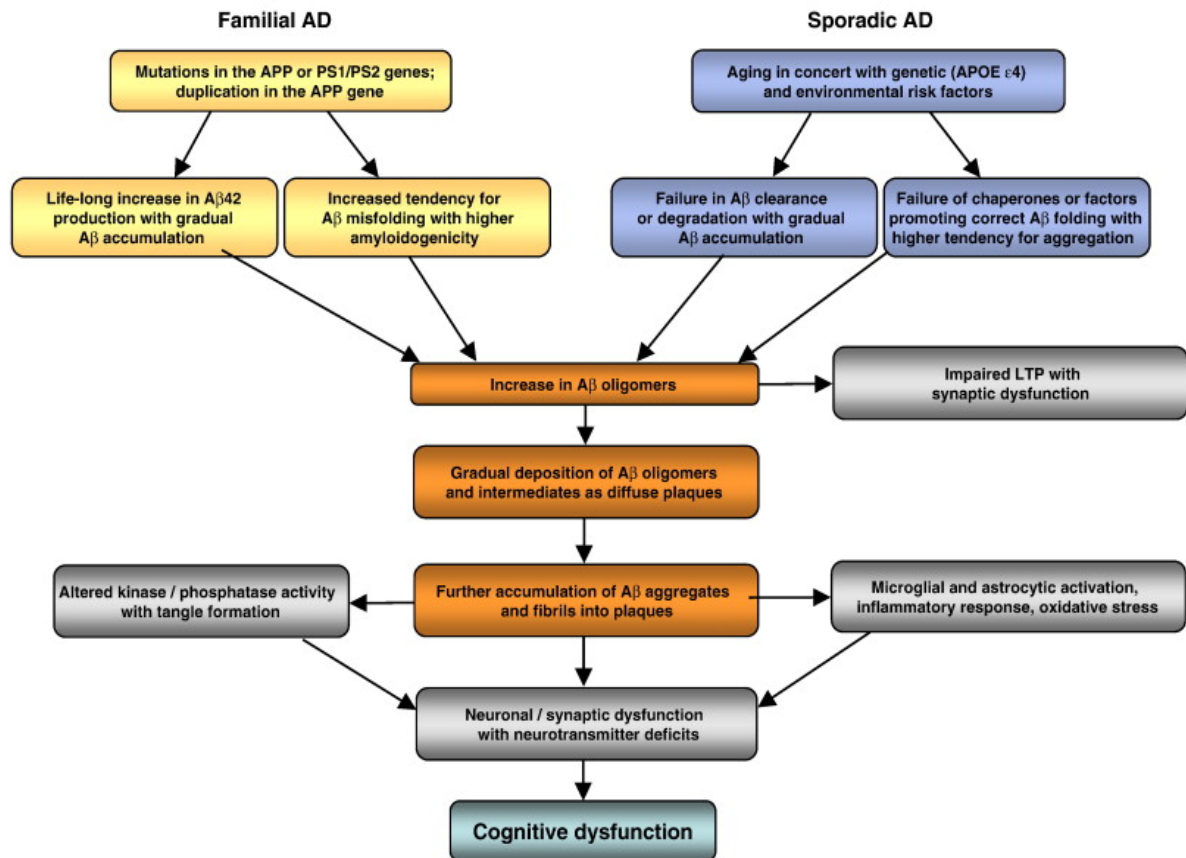 Familial AD
Sporadic AD
Mutations in the APP or PS1/PS2 genes;
duplication in the APP gene
Aging in concert with genetic (APOE ε4)
and environmental risk factors
Life-long increase in Aβ42
production with gradual
Aβ accumulation
Increased tendency for
Aβ misfolding with higher
amyloidogenicity
Failure in Aβ clearance
or degradation with gradual
Aβ accumulation
Failure of chaperones or factors
promoting correct Aβ folding with
higher tendency for aggregation
Increase in Aβ oligomers
Impaired LTP with
synaptic dysfunction
Gradual deposition of Aβ oligomers
and intermediates as diffuse plaques
Altered kinase / phosphatase activity
with tangle formation
Further accumulation of Aβ aggregates
and fibrils into plaques
Microglial and astrocytic activation,
inflammatory response, oxidative stress
Neuronal / synaptic dysfunction
with neurotransmitter deficits
Cognitive dysfunction